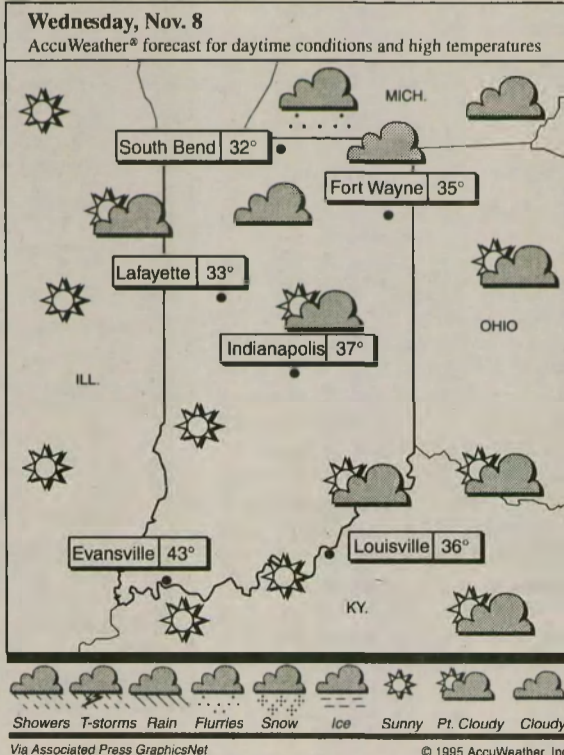 Wednesday, Nov. 8
AccuWeather® forecast for daytime conditions and high temperatures
MICH.
South Bend 32°
Fort Wayne 35°
Lafayette 33°
OHIO
Indianapolis 37°
ILL.
Evansville 43°
Louisville 36°
KY.
Showers T-storms Rain Flurries Snow Ice Sunny Pt. Cloudy Cloudy
Via Associated Press GraphicsNet © 1995 AccuWeather, Inc